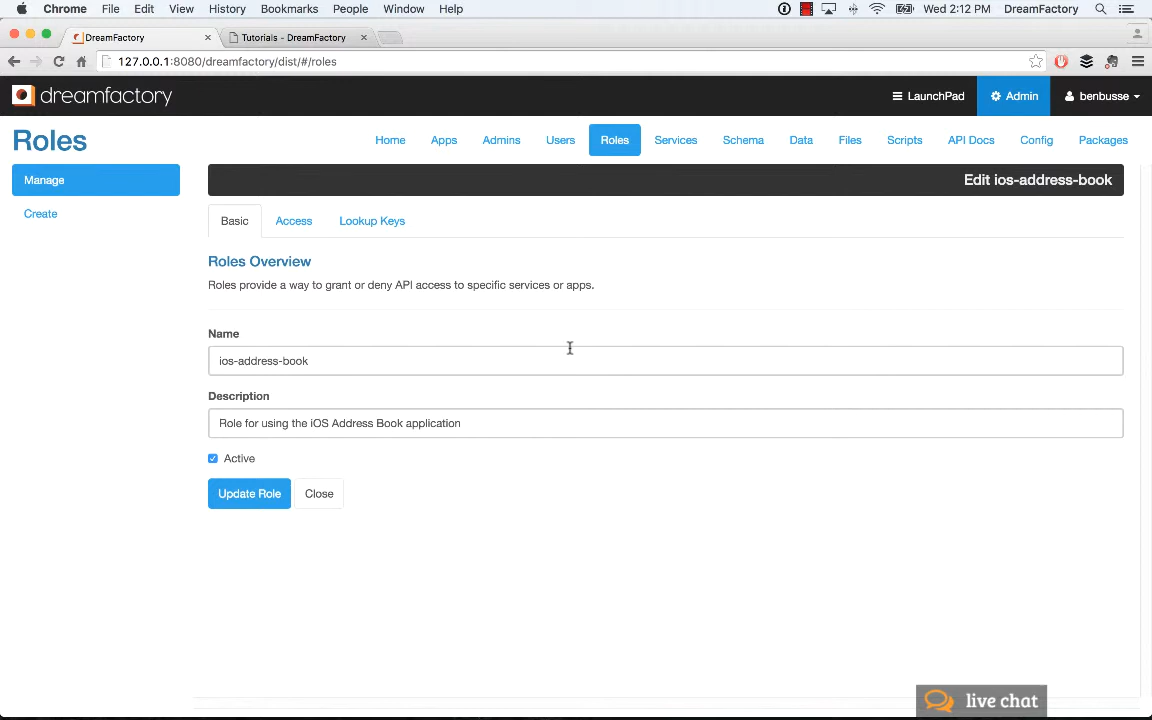 Chrome File Edit View History Bookmarks People Window Help Wed 2:12 PM DreamFactory
DreamFactory Tutorials - DreamFactory
127.0.0.1:8080/dreamfactory/dist/#/roles
dreamfactory LaunchPad Admin benbusse
Roles Home Apps Admins Users Roles Services Schema Data Files Scripts API Docs Config Packages
Manage
Create
Edit ios-address-book
Basic Access Lookup Keys
Roles Overview
Roles provide a way to grant or deny API access to specific services or apps.
Name
ios-address-book
Description
Role for using the iOS Address Book application
Active
Update Role Close
live chat